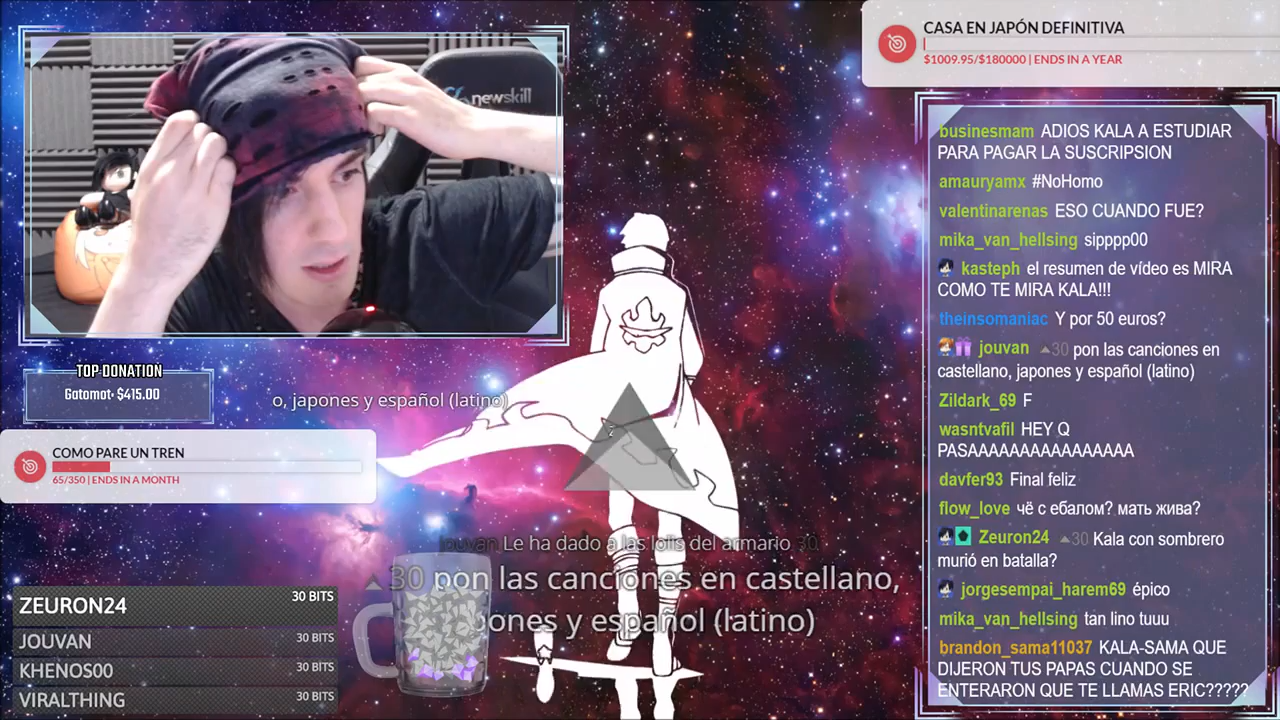 newskill
CASA EN JAPÓN DEFINITIVA
$1009.95/$180000 | ENDS IN A YEAR
TOP DONATION
Gatomat: $415.00
o, japones y español (latino)
COMO PARE UN TREN
65/350 | ENDS IN A MONTH
jouvan Le ha dado a las lolis del armario 30
30 pon las canciones en castellano,
pones y español (latino)
ZEURON24 30 BITS
JOUVAN 30 BITS
KHENOS00 30 BITS
VIRALTHING 30 BITS
businesmam ADIOS KALA A ESTUDIAR
PARA PAGAR LA SUSCRIPSION
amaurymx #NoHomo
valentinarenas ESO CUANDO FUE?
mika_van_hellsing sipppp00
kasteph el resumen de vídeo es MIRA
COMO TE MIRA KALA!!!
theinsomaniac Y por 50 euros?
jouvan 30 pon las canciones en
castellano, japones y español (latino)
Zildark_69 F
wasntvafil HEY Q
PASAAAAAAAAAAAAAAAA
davfer93 Final feliz
flow_love чё с ебалом? мать жива?
Zeuron24 30 Kala con sombrero
murió en batalla?
jorgesempai_harem69 épico
mika_van_hellsing tan lino tuuu
brandon_sama11037 KALA-SAMA QUE
DIJERON TUS PAPAS CUANDO SE
ENTERARON QUE TE LLAMAS ERIC?????